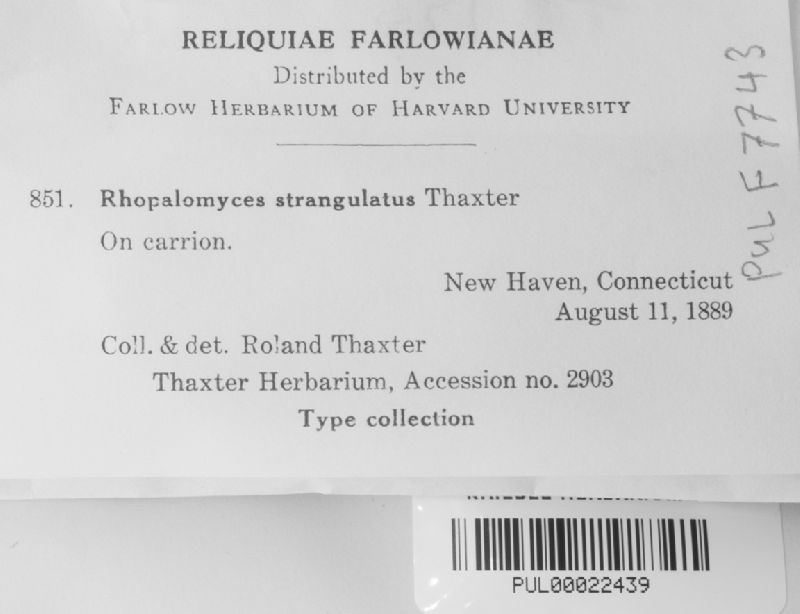 RELIQUIAE FARLOWIANAE
Distributed by the
FARLOW HERBARIUM OF HARVARD UNIVERSITY
851. Rhopalomyces strangulatus Thaxter
On carrion.
New Haven, Connecticut
August 11, 1889
Coll. & det. Roland Thaxter
Thaxter Herbarium, Accession no. 2903
Type collection
PUL F 7743
PUL00022439